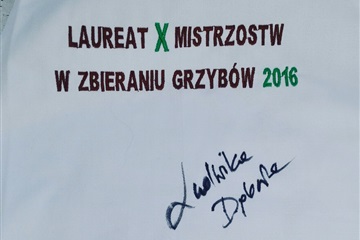 LAUREAT X MISTRZOSTW
W ZBIERANIU GRZYBÓW 2016
Ludwika